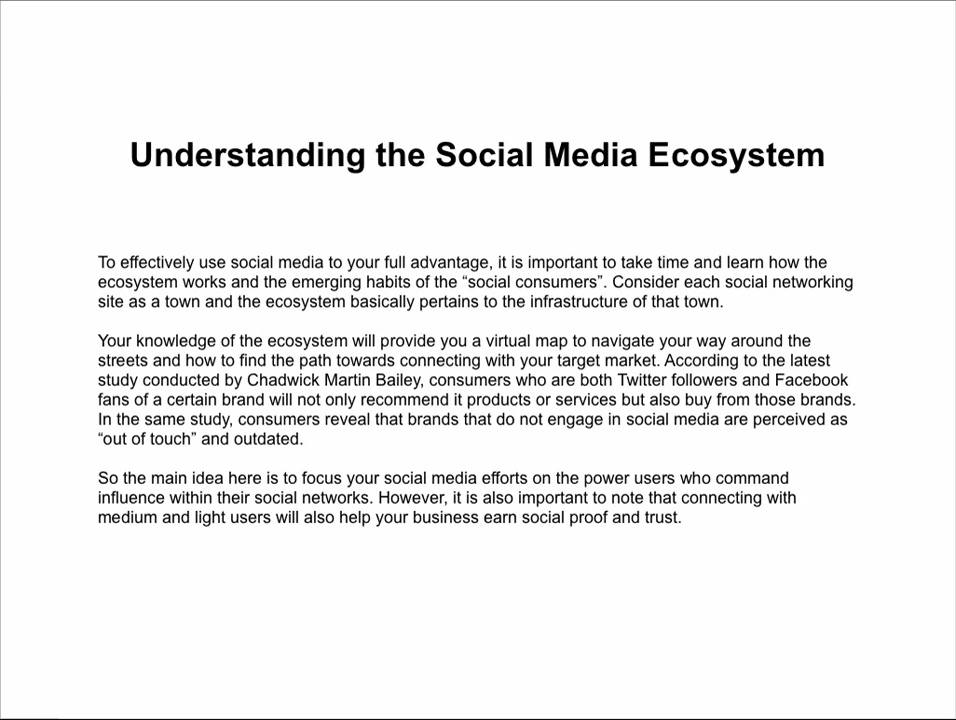 Understanding the Social Media Ecosystem
To effectively use social media to your full advantage, it is important to take time and learn how the
ecosystem works and the emerging habits of the “social consumers”. Consider each social networking
site as a town and the ecosystem basically pertains to the infrastructure of that town.
Your knowledge of the ecosystem will provide you a virtual map to navigate your way around the
streets and how to find the path towards connecting with your target market. According to the latest
study conducted by Chadwick Martin Bailey, consumers who are both Twitter followers and Facebook
fans of a certain brand will not only recommend it products or services but also buy from those brands.
In the same study, consumers reveal that brands that do not engage in social media are perceived as
“out of touch” and outdated.
So the main idea here is to focus your social media efforts on the power users who command
influence within their social networks. However, it is also important to note that connecting with
medium and light users will also help your business earn social proof and trust.